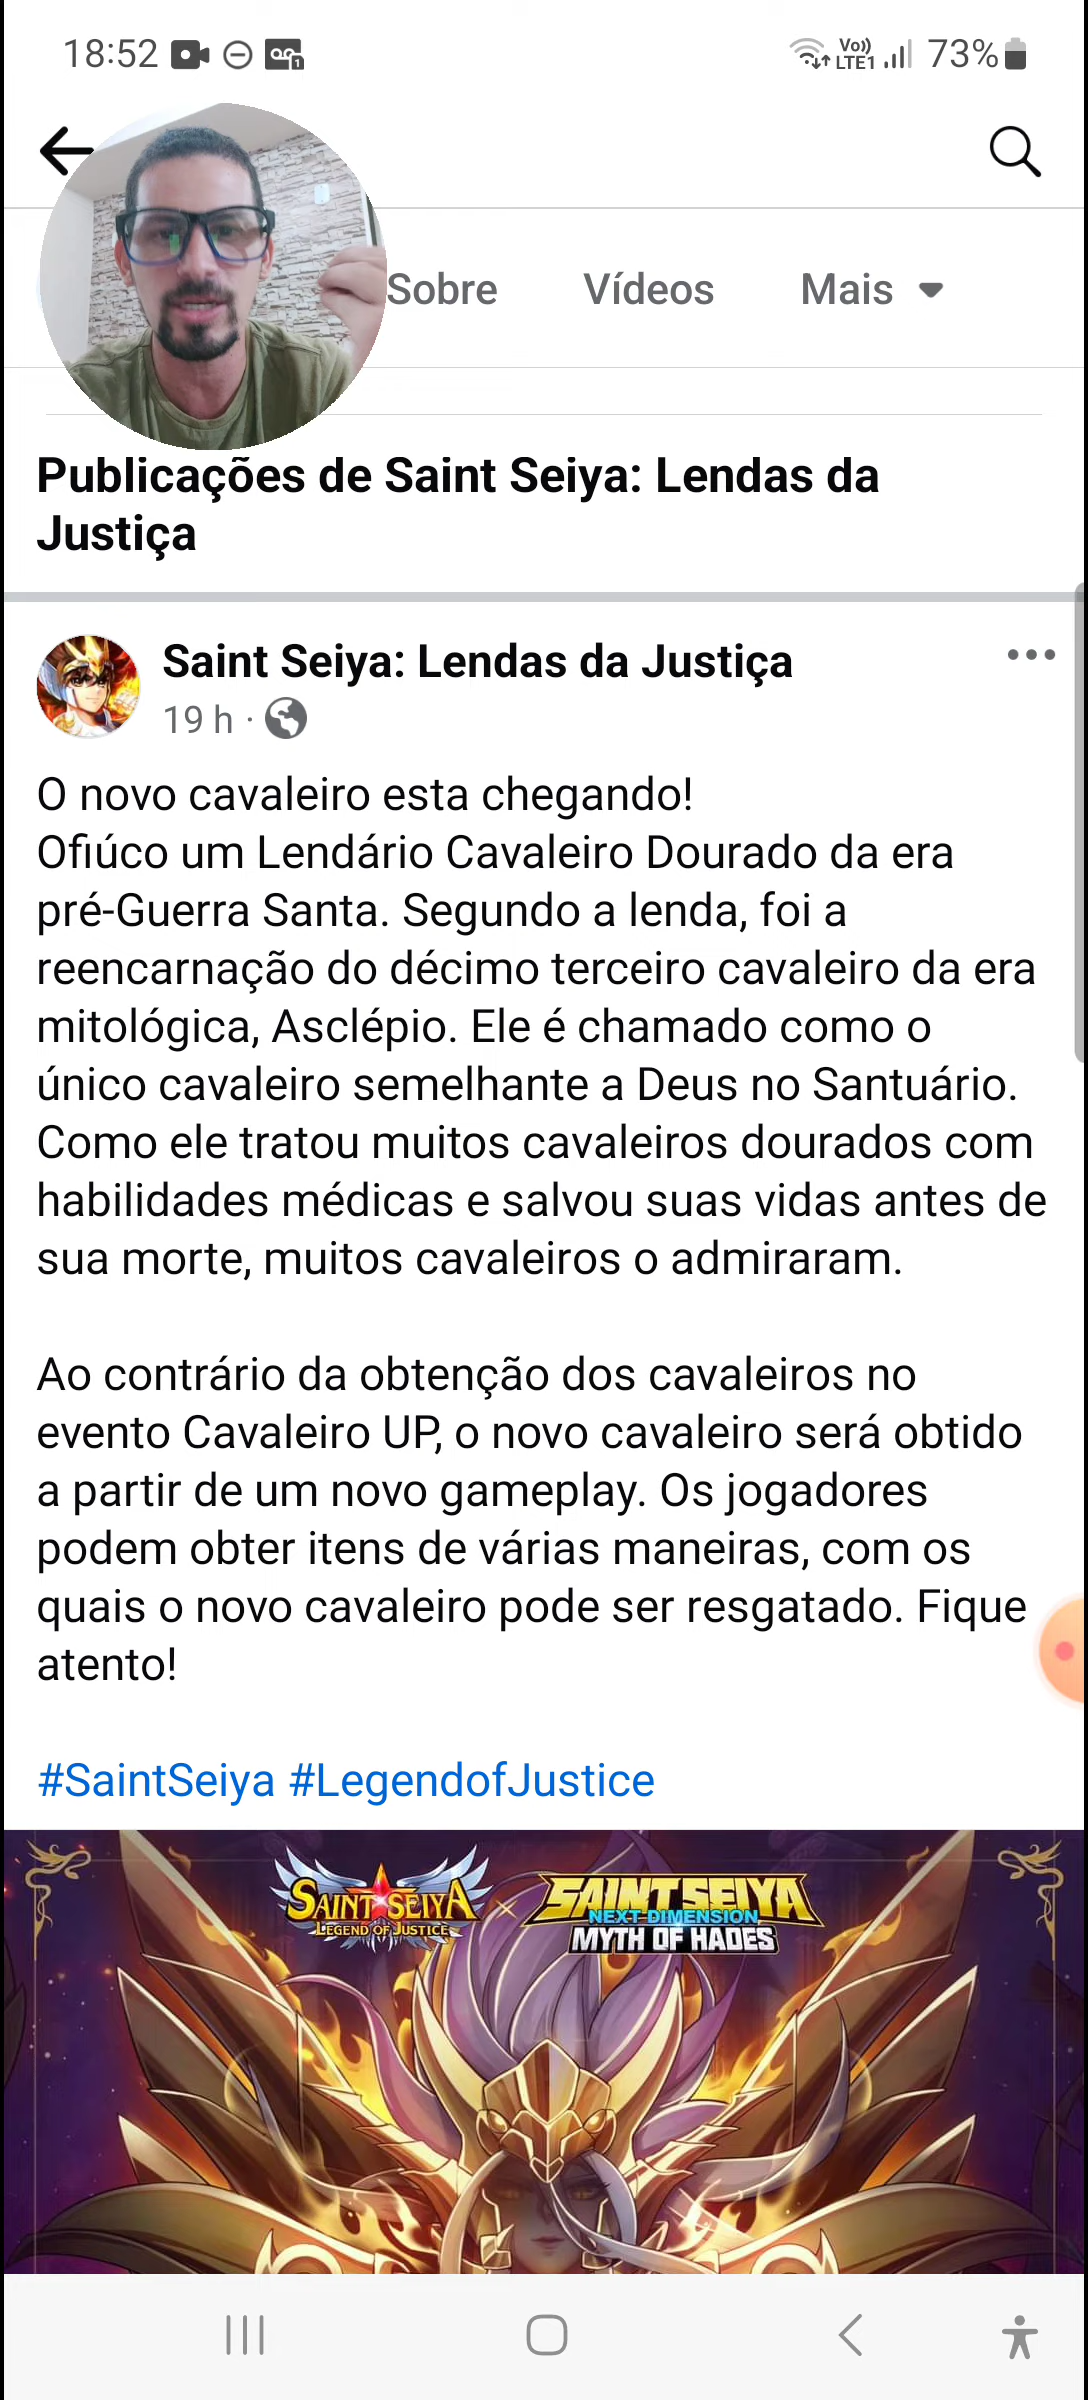 18:52
Vo))
LTE1
73%
Sobre
Vídeos
Mais
Publicações de Saint Seiya: Lendas da
Justiça
Saint Seiya: Lendas da Justiça
19 h ·
O novo cavaleiro esta chegando!
Ofiúco um Lendário Cavaleiro Dourado da era
pré-Guerra Santa. Segundo a lenda, foi a
reencarnação do décimo terceiro cavaleiro da era
mitológica, Asclépio. Ele é chamado como o
único cavaleiro semelhante a Deus no Santuário.
Como ele tratou muitos cavaleiros dourados com
habilidades médicas e salvou suas vidas antes de
sua morte, muitos cavaleiros o admiraram.
Ao contrário da obtenção dos cavaleiros no
evento Cavaleiro UP, o novo cavaleiro será obtido
a partir de um novo gameplay. Os jogadores
podem obter itens de várias maneiras, com os
quais o novo cavaleiro pode ser resgatado. Fique
atento!
#SaintSeiya #LegendofJustice
SAINT SEIYA
LEGEND OF JUSTICE
×
SAINT SEIYA
NEXT DIMENSION
MYTH OF HADES